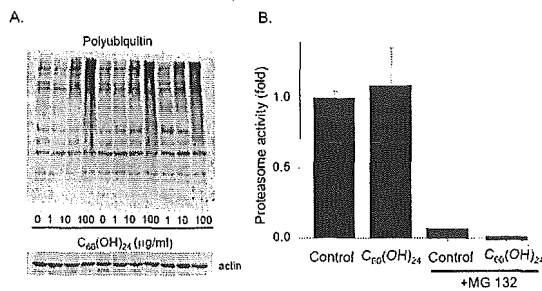 A.
Polyubiquitin
0 1 10 100 0 1 10 100 1 10 100
C60(OH)24 (μg/ml)
actin
B.
Proteasome activity (fold)
1.0
0.5
0.0
Control C60(OH)24 Control C60(OH)24
+MG 132